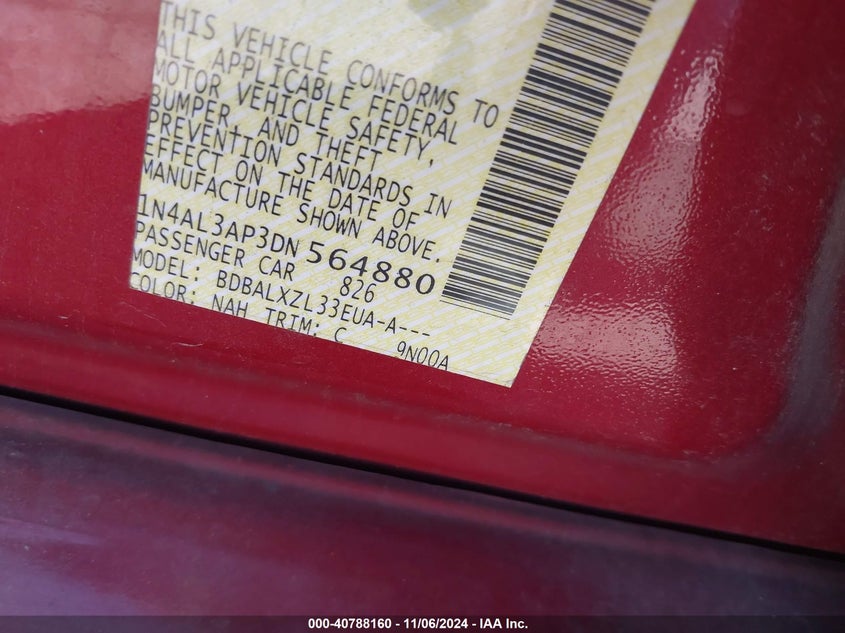 THIS VEHICLE CONFORMS TO
ALL APPLICABLE FEDERAL
MOTOR VEHICLE SAFETY,
BUMPER, AND THEFT
PREVENTION STANDARDS IN
EFFECT ON THE DATE OF
MANUFACTURE SHOWN ABOVE.
1N4AL3AP3DN 564880
PASSENGER CAR 826
MODEL: BDBALXZL33EUA-A---
COLOR: NAH TRIM: C 9N00A
000-40788160 - 11/06/2024 - IAA Inc.